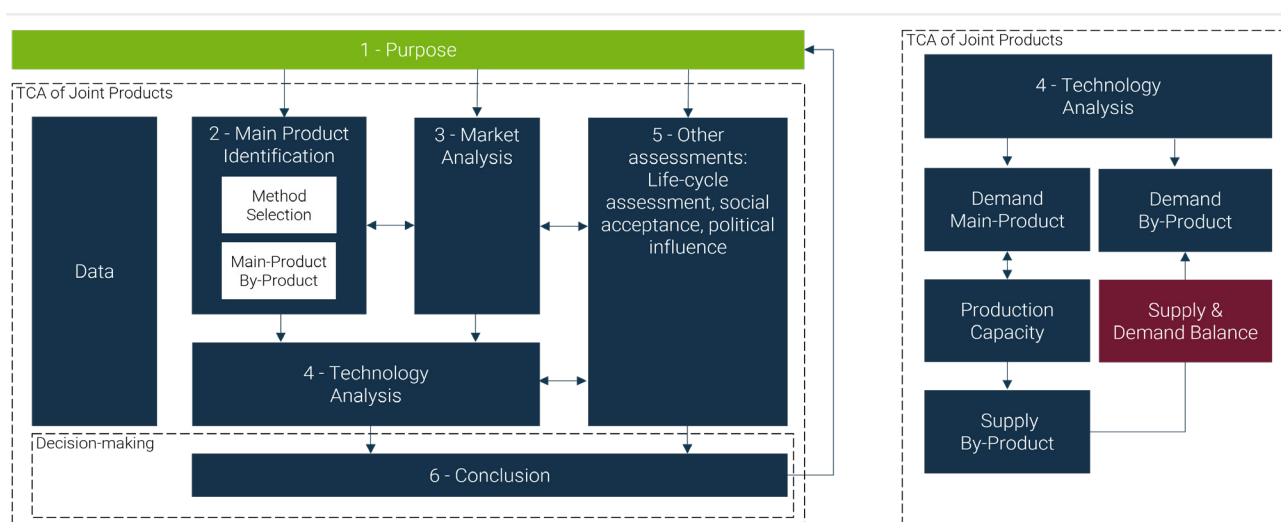 1 - Purpose
TCA of Joint Products
Data
2 - Main Product
Identification
Method
Selection
Main-Product
By-Product
3 - Market
Analysis
5 - Other
assessments:
Life-cycle
assessment, social
acceptance, political
influence
4 - Technology
Analysis
Decision-making
6 - Conclusion
TCA of Joint Products
4 - Technology
Analysis
Demand
Main-Product
Demand
By-Product
Production
Capacity
Supply &
Demand Balance
Supply
By-Product